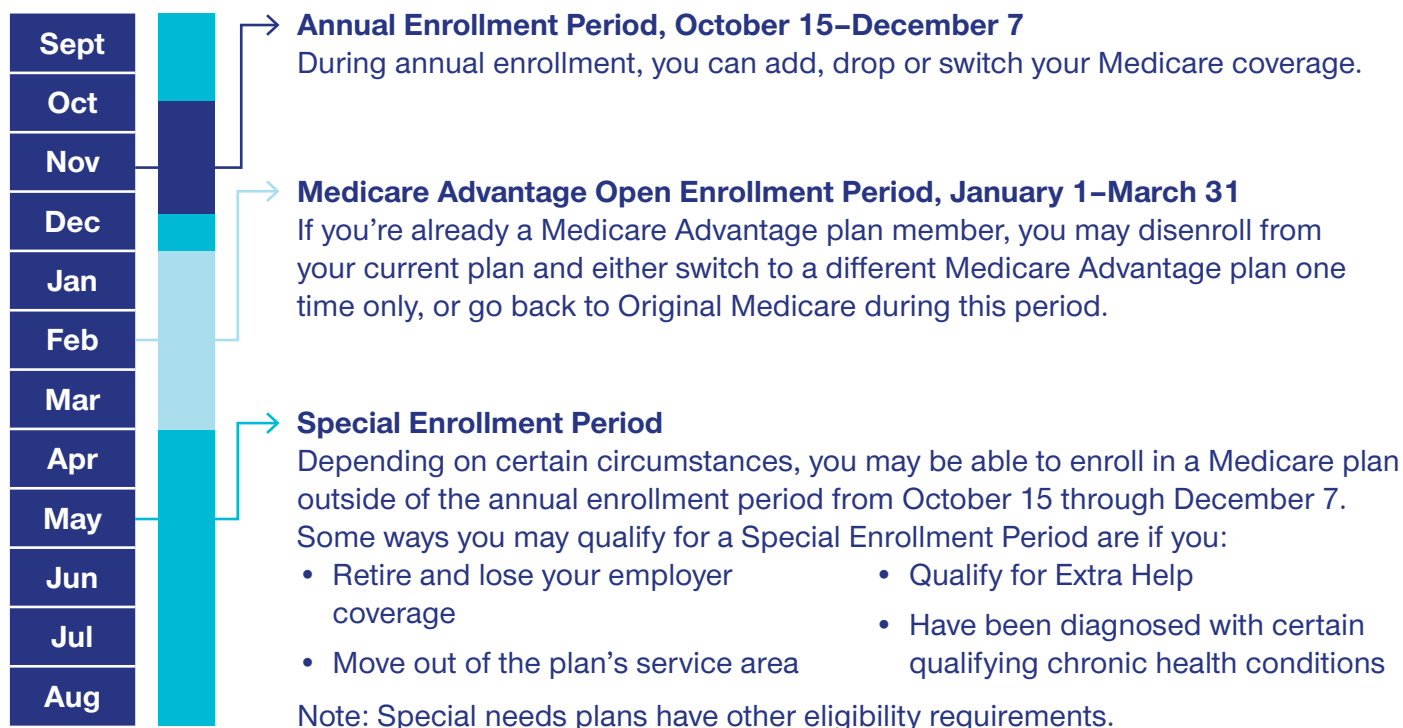 Sept
Oct
Nov
Dec
Jan
Feb
Mar
Apr
May
Jun
Jul
Aug
Annual Enrollment Period, October 15–December 7
During annual enrollment, you can add, drop or switch your Medicare coverage.
Medicare Advantage Open Enrollment Period, January 1–March 31
If you’re already a Medicare Advantage plan member, you may disenroll from
your current plan and either switch to a different Medicare Advantage plan one
time only, or go back to Original Medicare during this period.
Special Enrollment Period
Depending on certain circumstances, you may be able to enroll in a Medicare plan
outside of the annual enrollment period from October 15 through December 7.
Some ways you may qualify for a Special Enrollment Period are if you:
• Retire and lose your employer
coverage
• Move out of the plan’s service area
• Qualify for Extra Help
• Have been diagnosed with certain
qualifying chronic health conditions
Note: Special needs plans have other eligibility requirements.